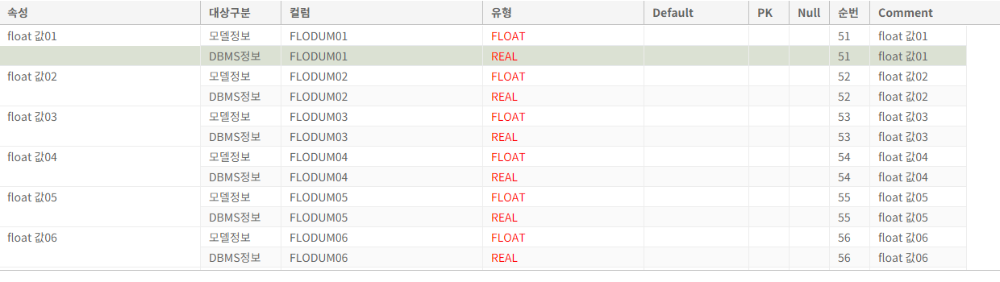 속성 대상구분 컬럼 유형 Default PK Null 순번 Comment
float 값01 모델정보 FLODUM01 FLOAT 51 float 값01
DBMS정보 FLODUM01 REAL 51 float 값01
float 값02 모델정보 FLODUM02 FLOAT 52 float 값02
DBMS정보 FLODUM02 REAL 52 float 값02
float 값03 모델정보 FLODUM03 FLOAT 53 float 값03
DBMS정보 FLODUM03 REAL 53 float 값03
float 값04 모델정보 FLODUM04 FLOAT 54 float 값04
DBMS정보 FLODUM04 REAL 54 float 값04
float 값05 모델정보 FLODUM05 FLOAT 55 float 값05
DBMS정보 FLODUM05 REAL 55 float 값05
float 값06 모델정보 FLODUM06 FLOAT 56 float 값06
DBMS정보 FLODUM06 REAL 56 float 값06